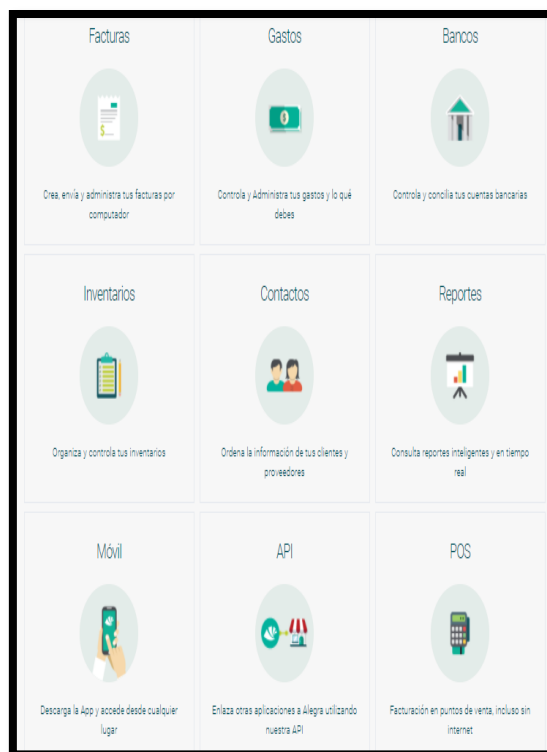 Facturas
Gastos
Bancos
Crea, envía y administra tus facturas por
computador
Controla y Administra tus gastos y lo qué
debes
Controla y concilia tus cuentas bancarias
Inventarios
Contactos
Reportes
Organiza y controla tus inventarios
Ordena la información de tus clientes y
proveedores
Consulta reportes inteligentes y en tiempo
real
Móvil
API
POS
Descarga la App y accede desde cualquier
lugar
Enlaza otras aplicaciones a Alegra utilizando
nuestra API
Facturación en puntos de venta, incluso sin
internet